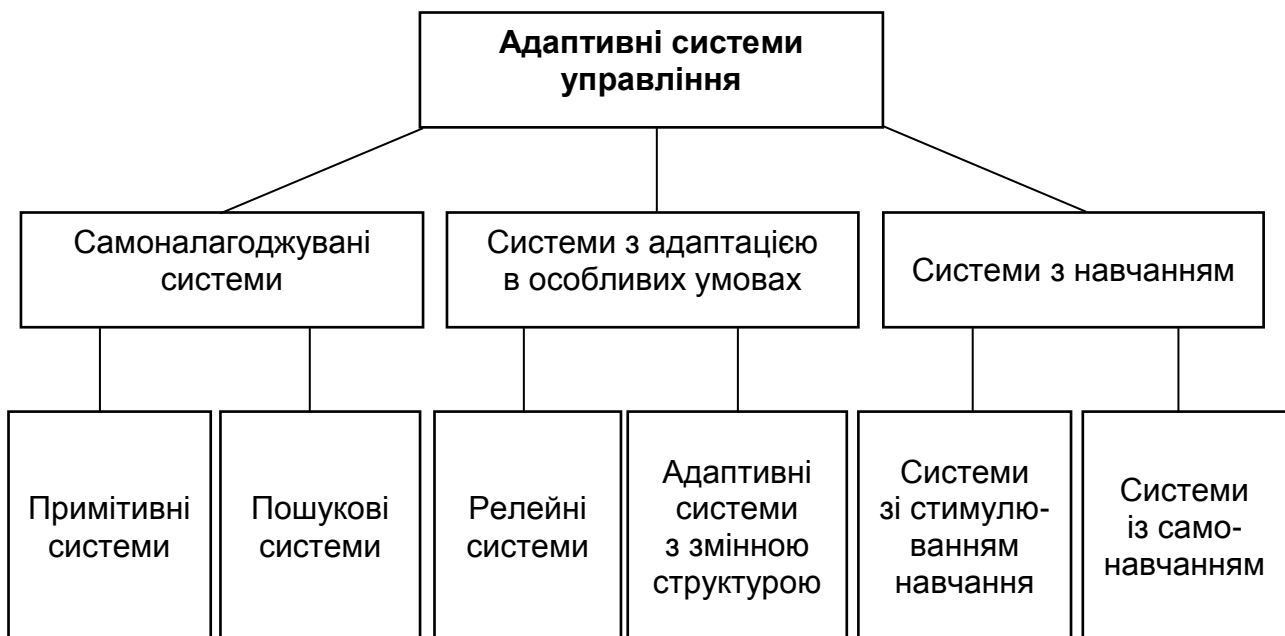 Адаптивні системи
управління
Самоналагоджувані
системи
Системи з адаптацією
в особливих умовах
Системи з навчанням
Примітивні
системи
Пошукові
системи
Релейні
системи
Адаптивні
системи
з змінною
структурою
Системи
зі стимулю-
ванням
навчання
Системи
із само-
навчанням